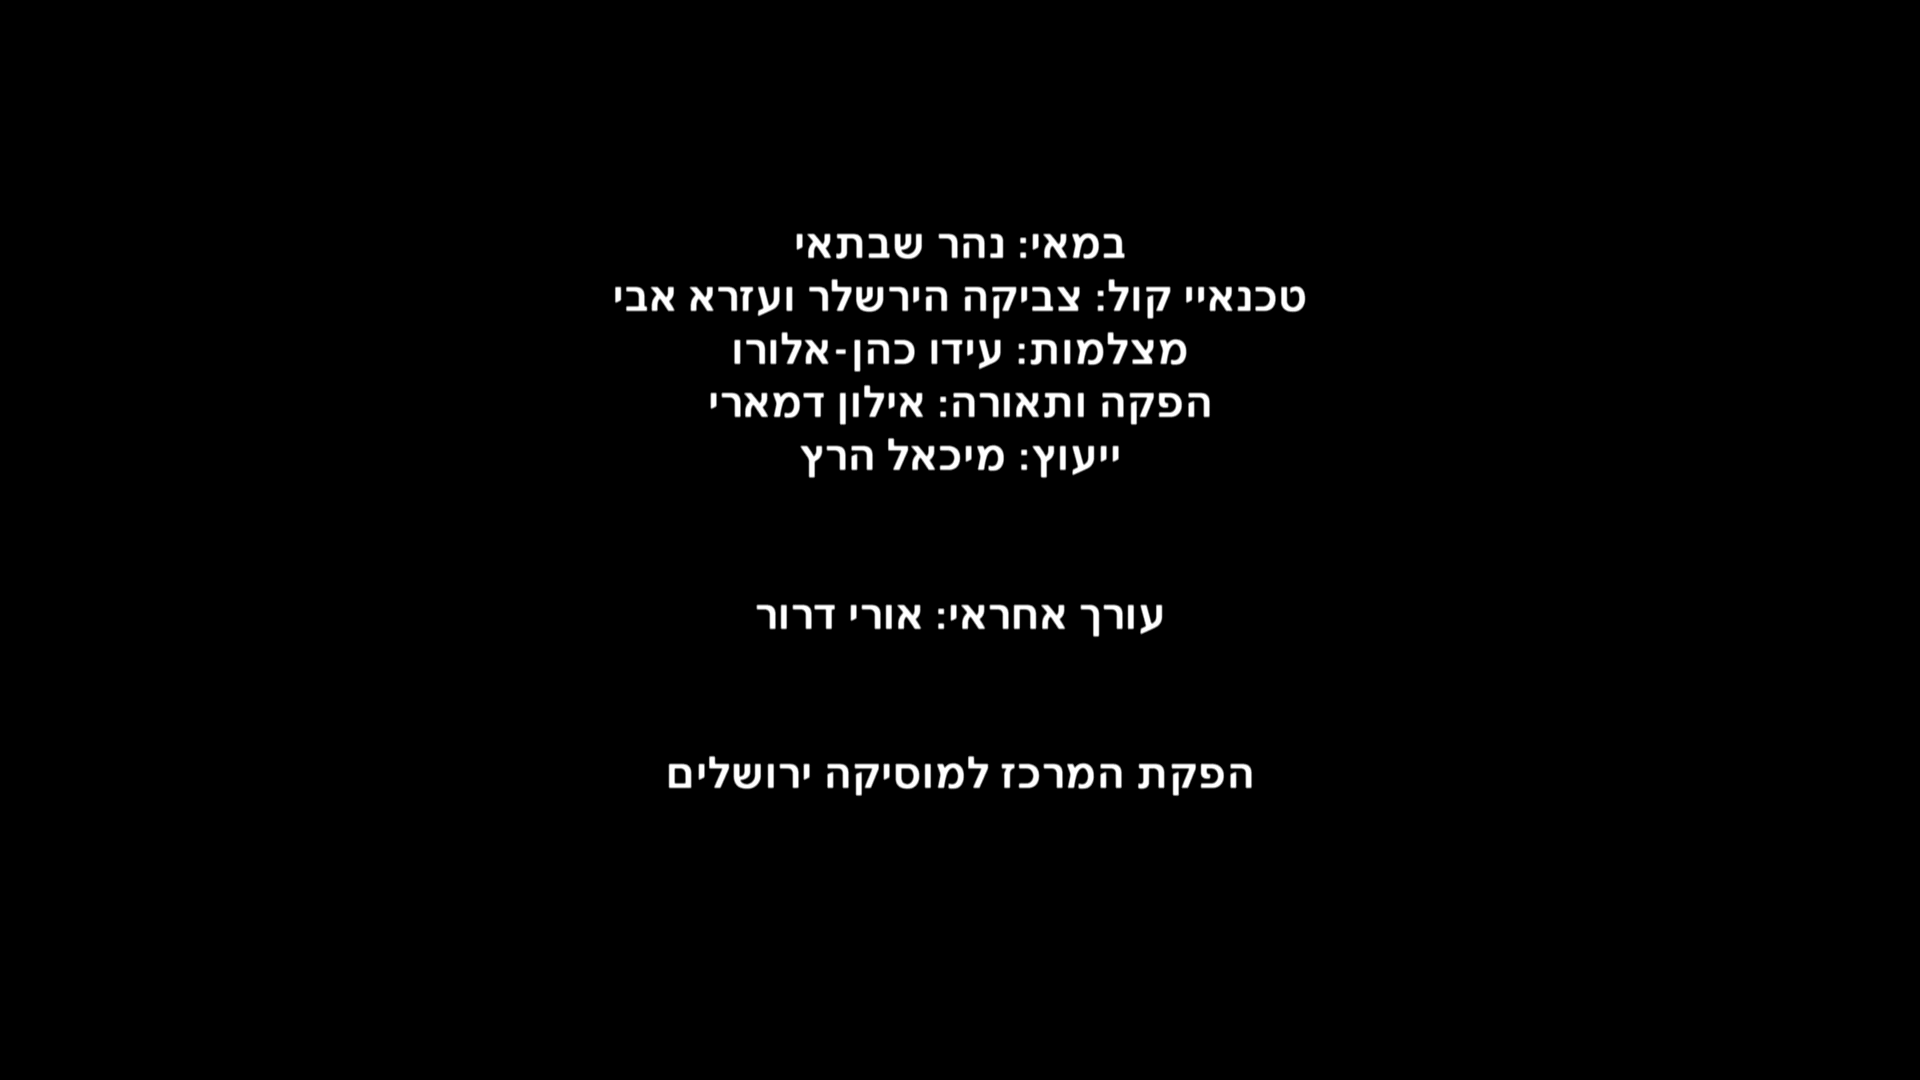 במאי: נהר שבתאי
טכנאיי קול: צביקה הירשלר ועזרא אבי
מצלמות: עידו כהן-אלורו
הפקה ותאורה: אילון דמארי
ייעוץ: מיכאל הרץ
עורך אחראי: אורי דרור
הפקת המרכז למוסיקה ירושלים